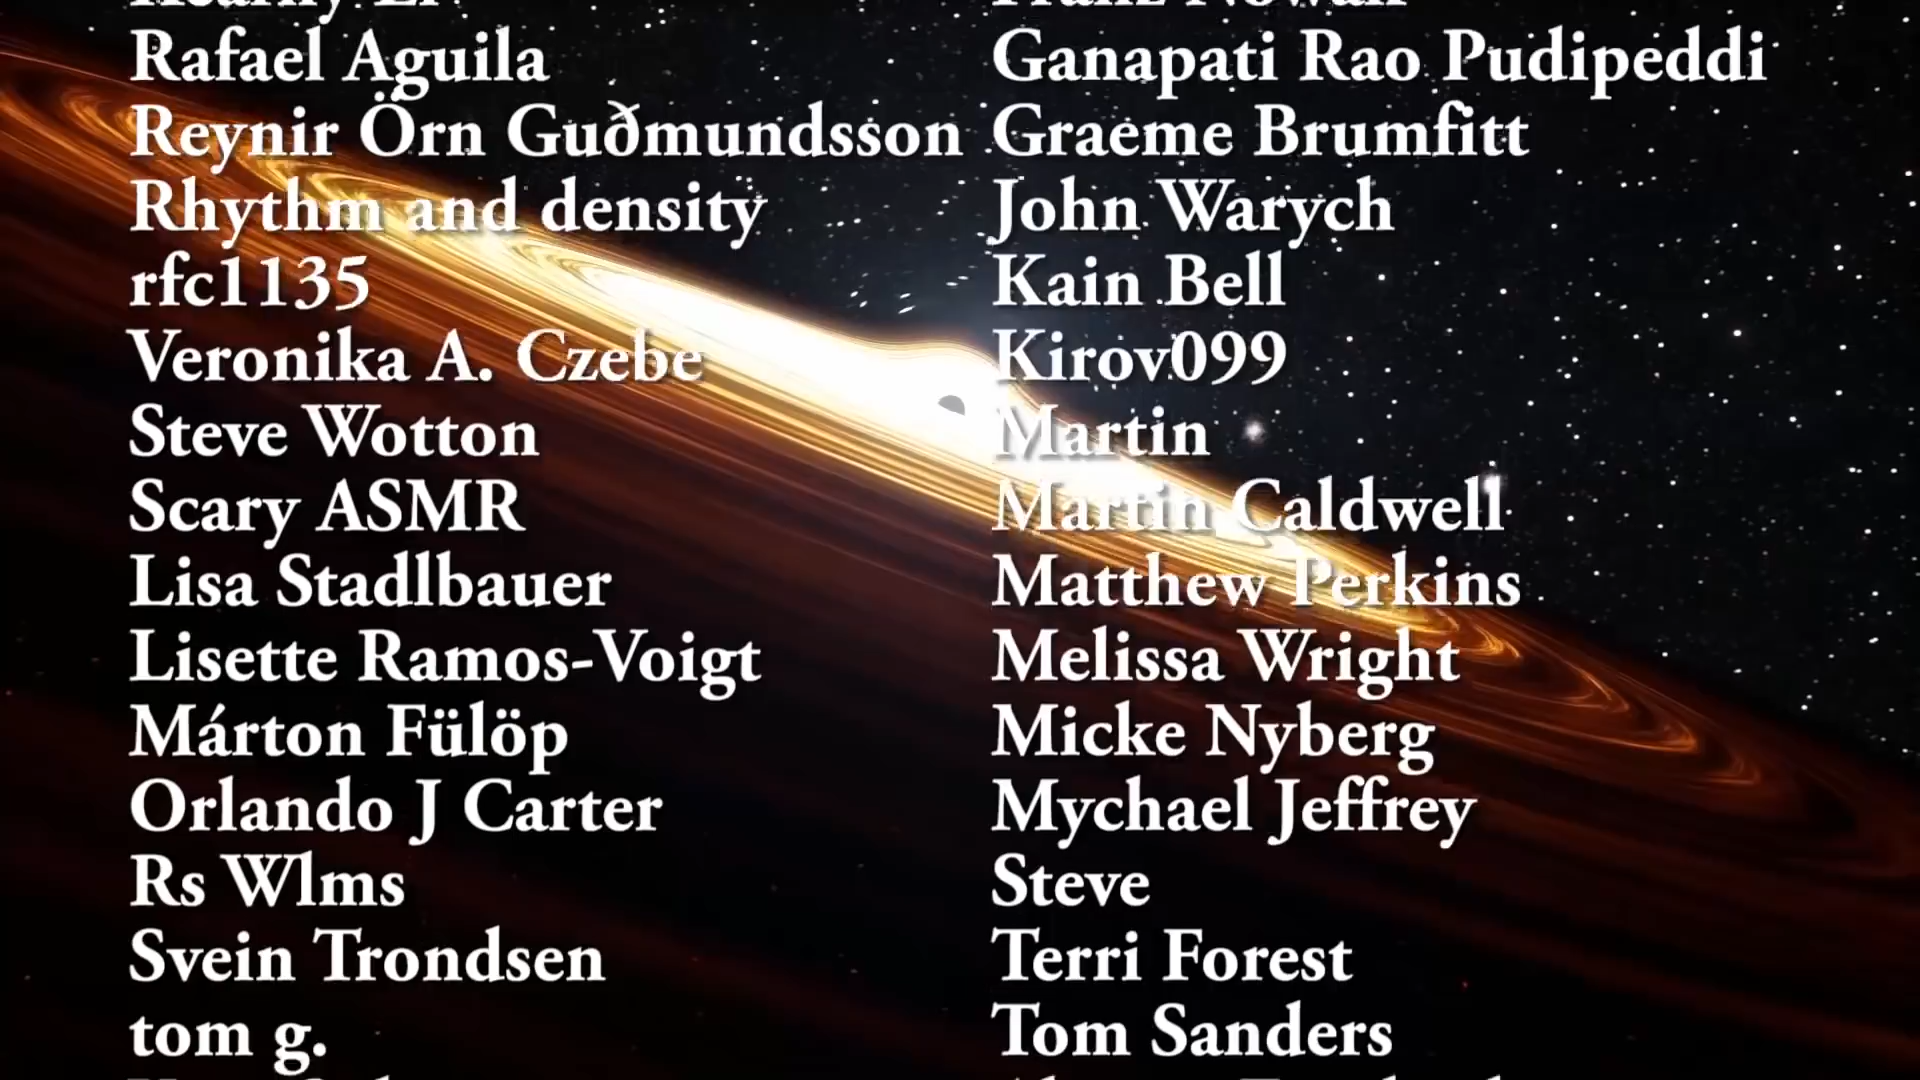 Rafael Aguila
Reynir Örn Guðmundsson
Rhythm and density
rfc1135
Veronika A. Czebe
Steve Wotton
Scary ASMR
Lisa Stadlbauer
Lisette Ramos-Voigt
Márton Fülöp
Orlando J Carter
Rs Wlms
Svein Trondsen
tom g.
Franz Nowak
Ganapati Rao Pudipeddi
Graeme Brumfitt
John Warych
Kain Bell
Kirov099
Martin
Martin Caldwell
Matthew Perkins
Melissa Wright
Micke Nyberg
Mychael Jeffrey
Steve
Terri Forest
Tom Sanders